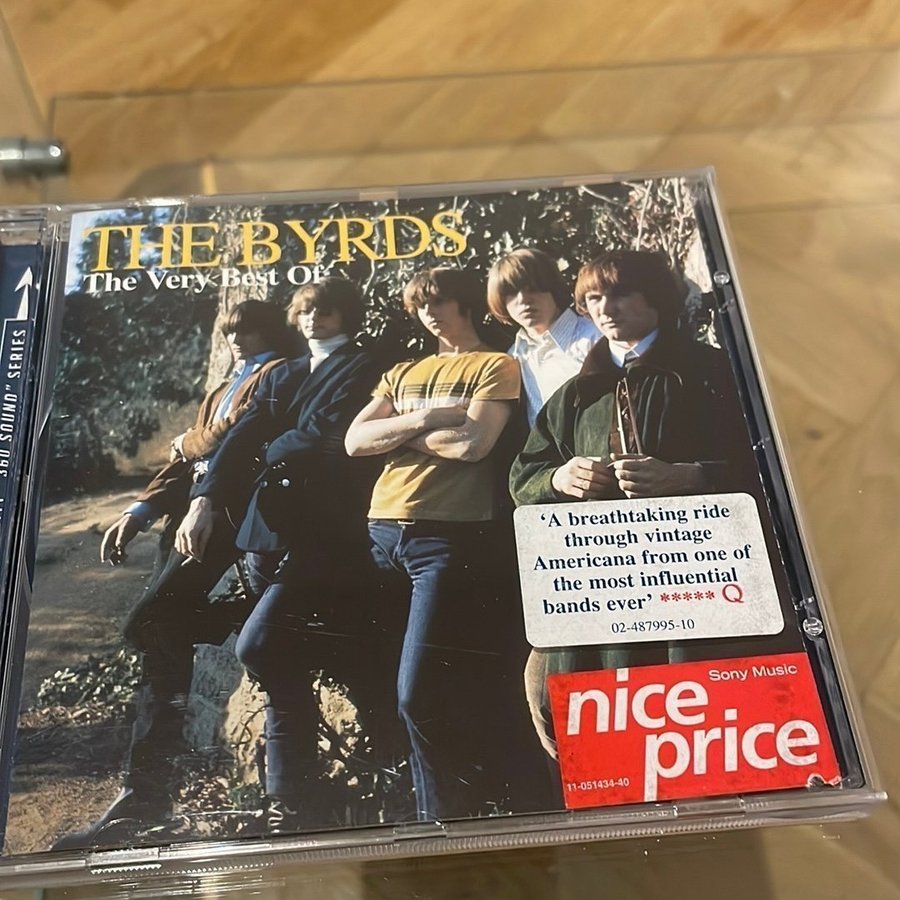 THE BYRDS
The Very Best Of
360 SOUND" SERIES
'A breathtaking ride
through vintage
Americana from one of
the most influential
bands ever' ***** Q
02-487995-10
Sony Music
nice
price
11-051434-40